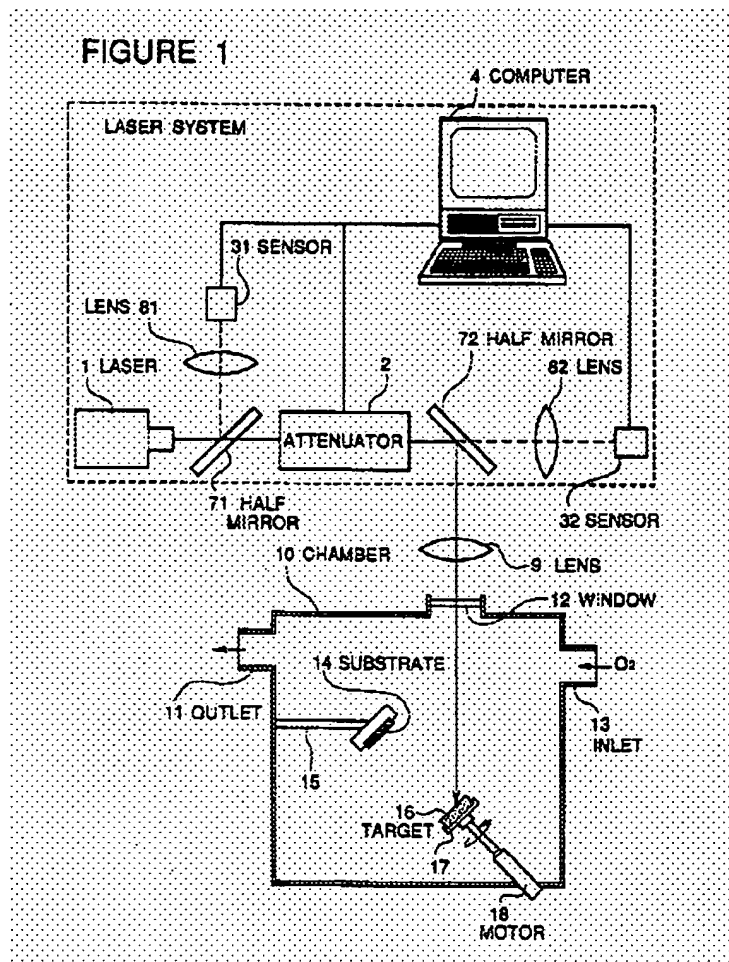 FIGURE 1
4 COMPUTER
LASER SYSTEM
31 SENSOR
LENS 81
72 HALF MIRROR
82 LENS
1 LASER
2
ATTENUATOR
71 HALF
MIRROR
32 SENSOR
10 CHAMBER
9 LENS
12 WINDOW
14 SUBSTRATE
O₂
11 OUTLET
13
INLET
15
16
TARGET
17
18
MOTOR